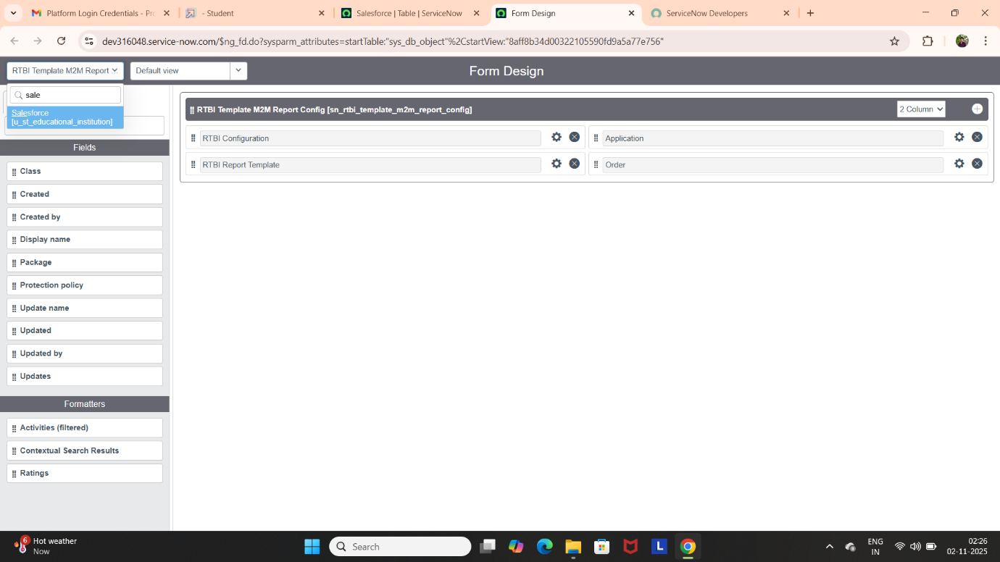 Platform Login Credentials - Pro
- Student
Salesforce | Table | ServiceNow
Form Design
ServiceNow Developers
dev316048.service-now.com/$ng_fd.do?sysparm_attributes=startTable:"sys_db_object"%2CstartView:"8aff8b34d00322105590fd9a5a77e756"
RTBI Template M2M Report
Default view
Form Design
sale
Salesforce
[u_st_educational_institution]
RTBI Template M2M Report Config [sn_rtbi_template_m2m_report_config]
2 Column
RTBI Configuration
Application
RTBI Report Template
Order
Fields
Class
Created
Created by
Display name
Package
Protection policy
Update name
Updated
Updated by
Updates
Formatters
Activities (filtered)
Contextual Search Results
Ratings
6
Hot weather
Now
Search
L
ENG
IN
02:26
02-11-2025